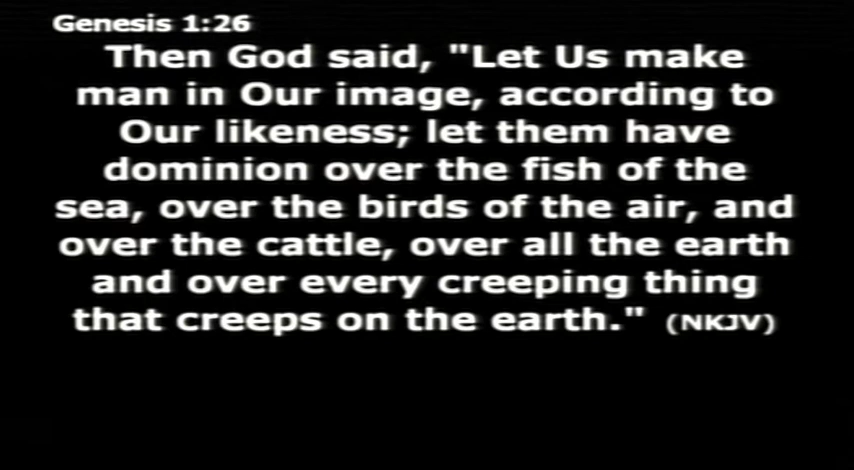 Genesis 1:26
Then God said, "Let Us make
man in Our image, according to
Our likeness; let them have
dominion over the fish of the
sea, over the birds of the air, and
over the cattle, over all the earth
and over every creeping thing
that creeps on the earth." (NKJV)